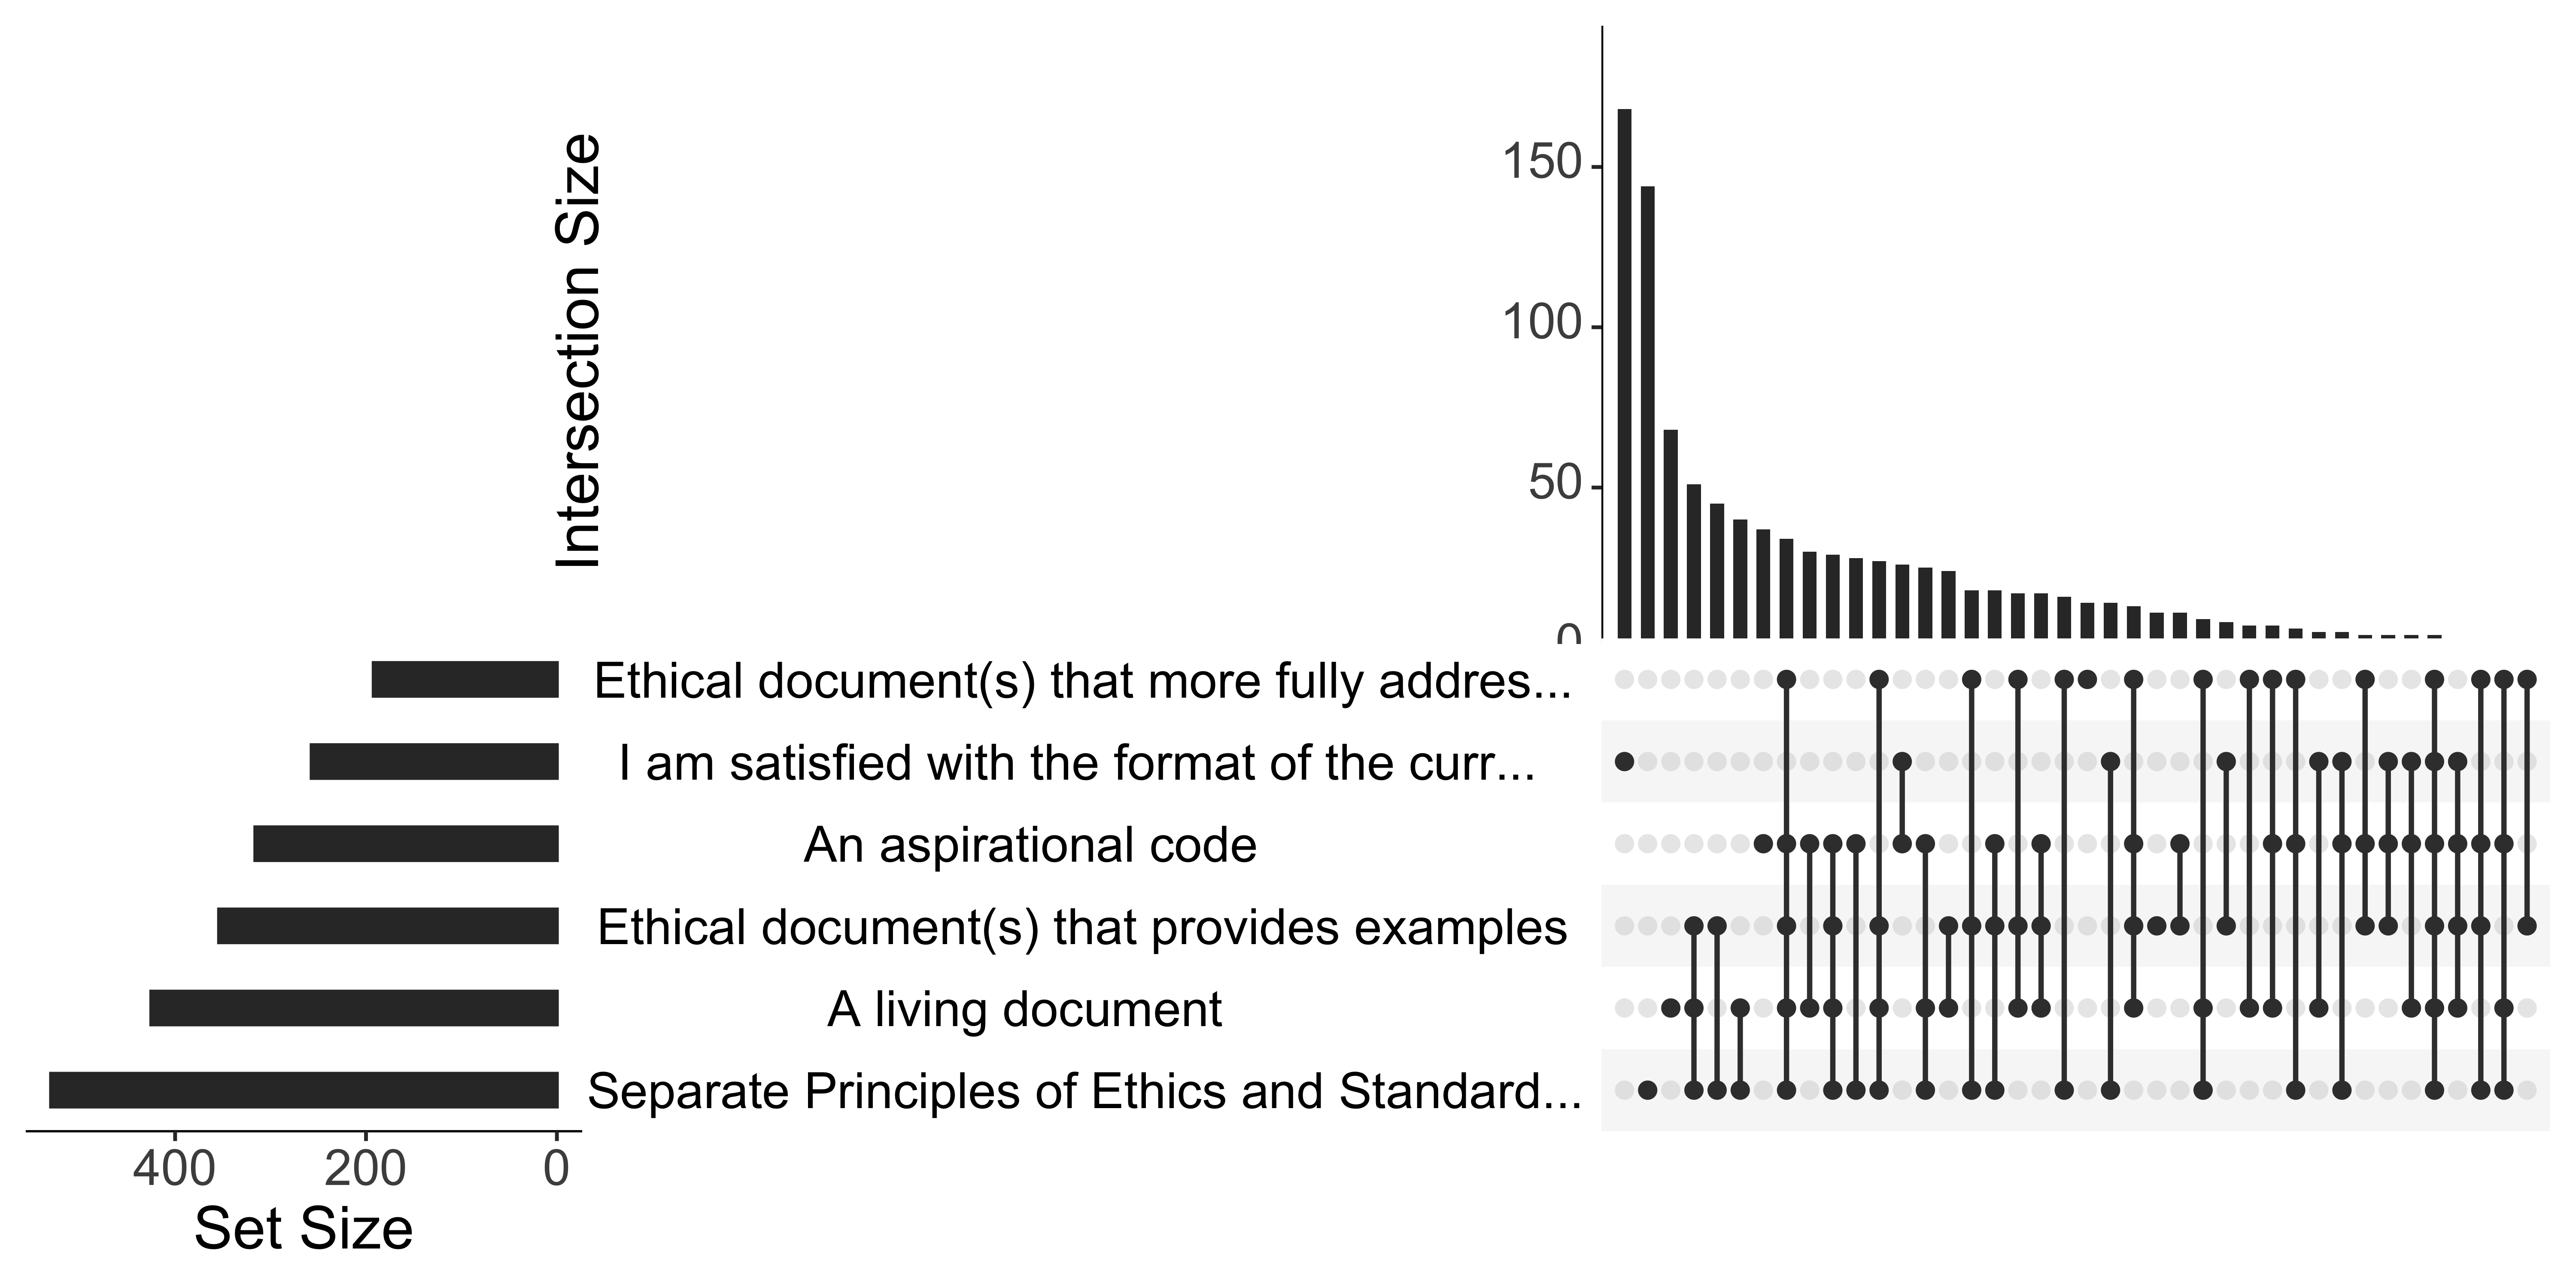 Intersection Size
150
100
50
0
Ethical document(s) that more fully addres...
I am satisfied with the format of the curr...
An aspirational code
Ethical document(s) that provides examples
A living document
Separate Principles of Ethics and Standard...
400 200 0
Set Size